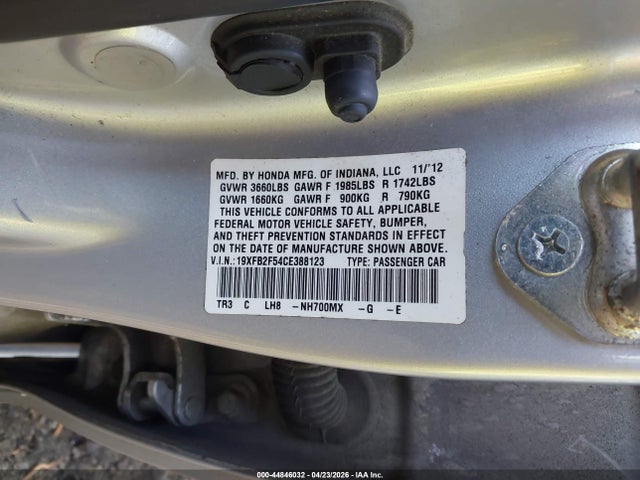 MFD. BY HONDA MFG. OF INDIANA, LLC 11/'12
GVWR 3660LBS GAWR F 1985LBS R 1742LBS
GVWR 1660KG GAWR F 900KG R 790KG
THIS VEHICLE CONFORMS TO ALL APPLICABLE
FEDERAL MOTOR VEHICLE SAFETY, BUMPER,
AND THEFT PREVENTION STANDARDS IN EFFECT
ON THE DATE OF MANUFACTURE SHOWN ABOVE.
V.I.N.:19XFB2F54CE388123 TYPE: PASSENGER CAR
TR3 C LH8 -NH700MX -G -E
000-44846032 - 04/23/2026 - Copyright © IAA, Inc.